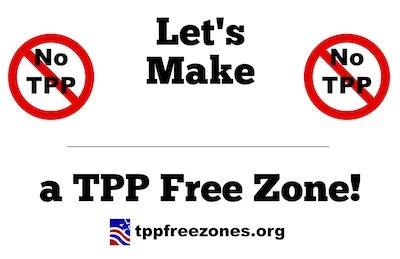 Let's
Make
No
TPP
No
TPP
a TPP Free Zone!
tppfreezones.org